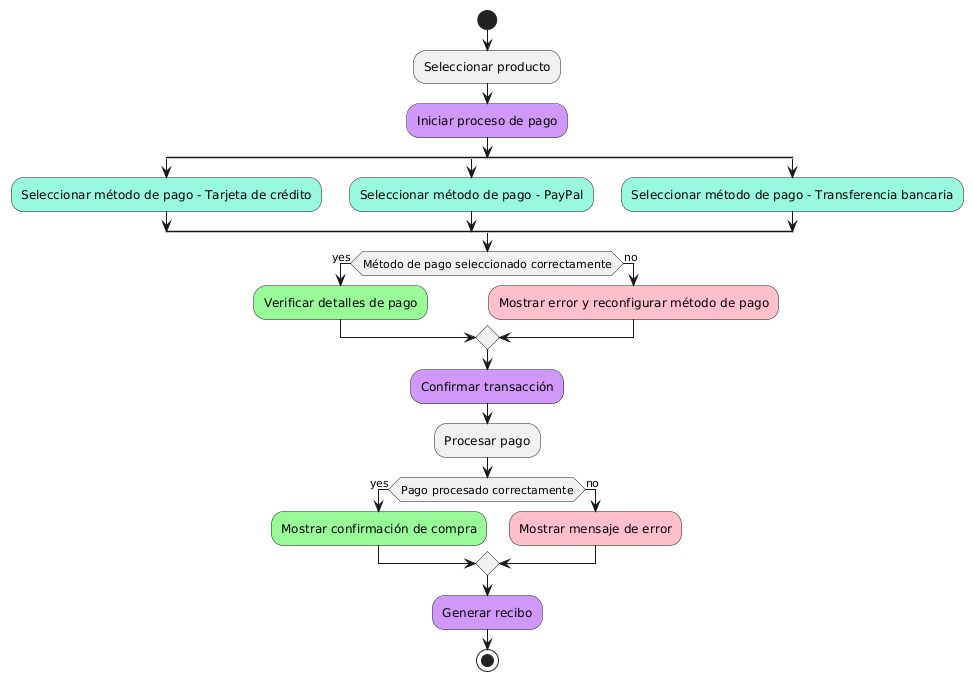 Seleccionar producto
Iniciar proceso de pago
Seleccionar método de pago - Tarjeta de crédito
Seleccionar método de pago - PayPal
Seleccionar método de pago - Transferencia bancaria
yes
Método de pago seleccionado correctamente
no
Verificar detalles de pago
Mostrar error y reconfigurar método de pago
Confirmar transacción
Procesar pago
yes
Pago procesado correctamente
no
Mostrar confirmación de compra
Mostrar mensaje de error
Generar recibo